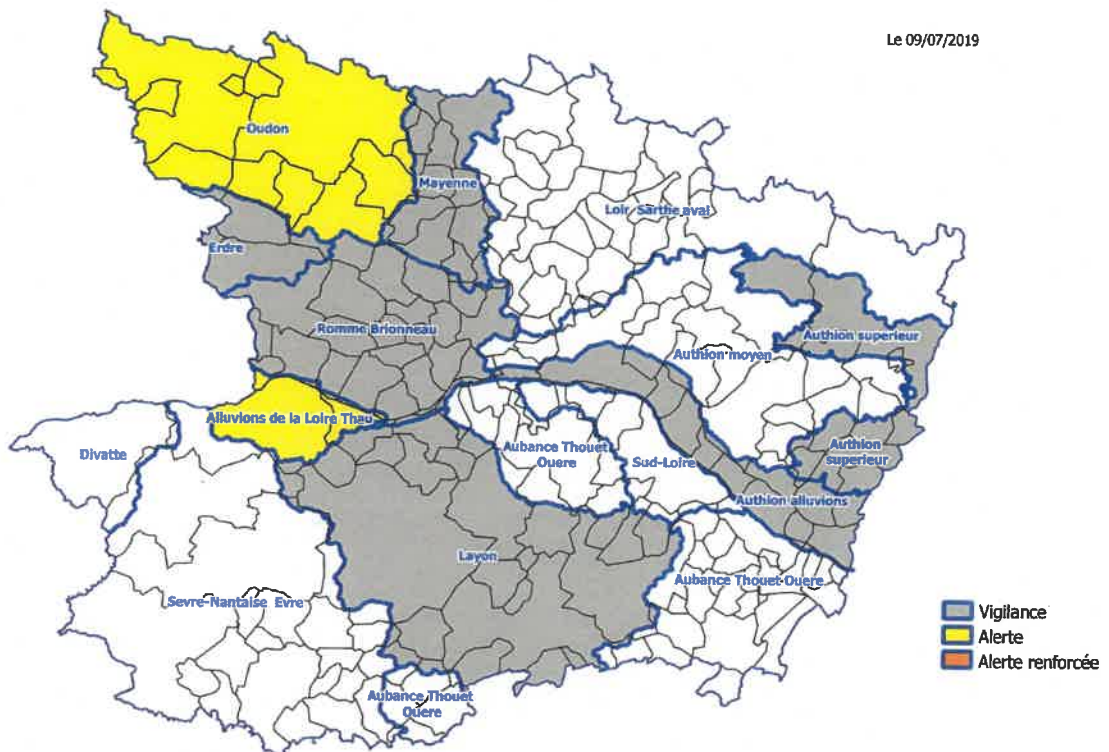 Le 09/07/2019
Oudon
Mayenne
Loir Sarthe aval
Erdre
Romme Brionneau
Authion superieur
Authion moyen
Alluvions de la Loire Thau
Divatte
Aubance Thouet
Ouere
Sud-Loire
Authion
superieur
Authion alluvions
Layon
Aubance Thouet Ouere
Sevre-Nantaise Evre
Aubance Thouet
Ouere
Vigilance
Alerte
Alerte renforcée